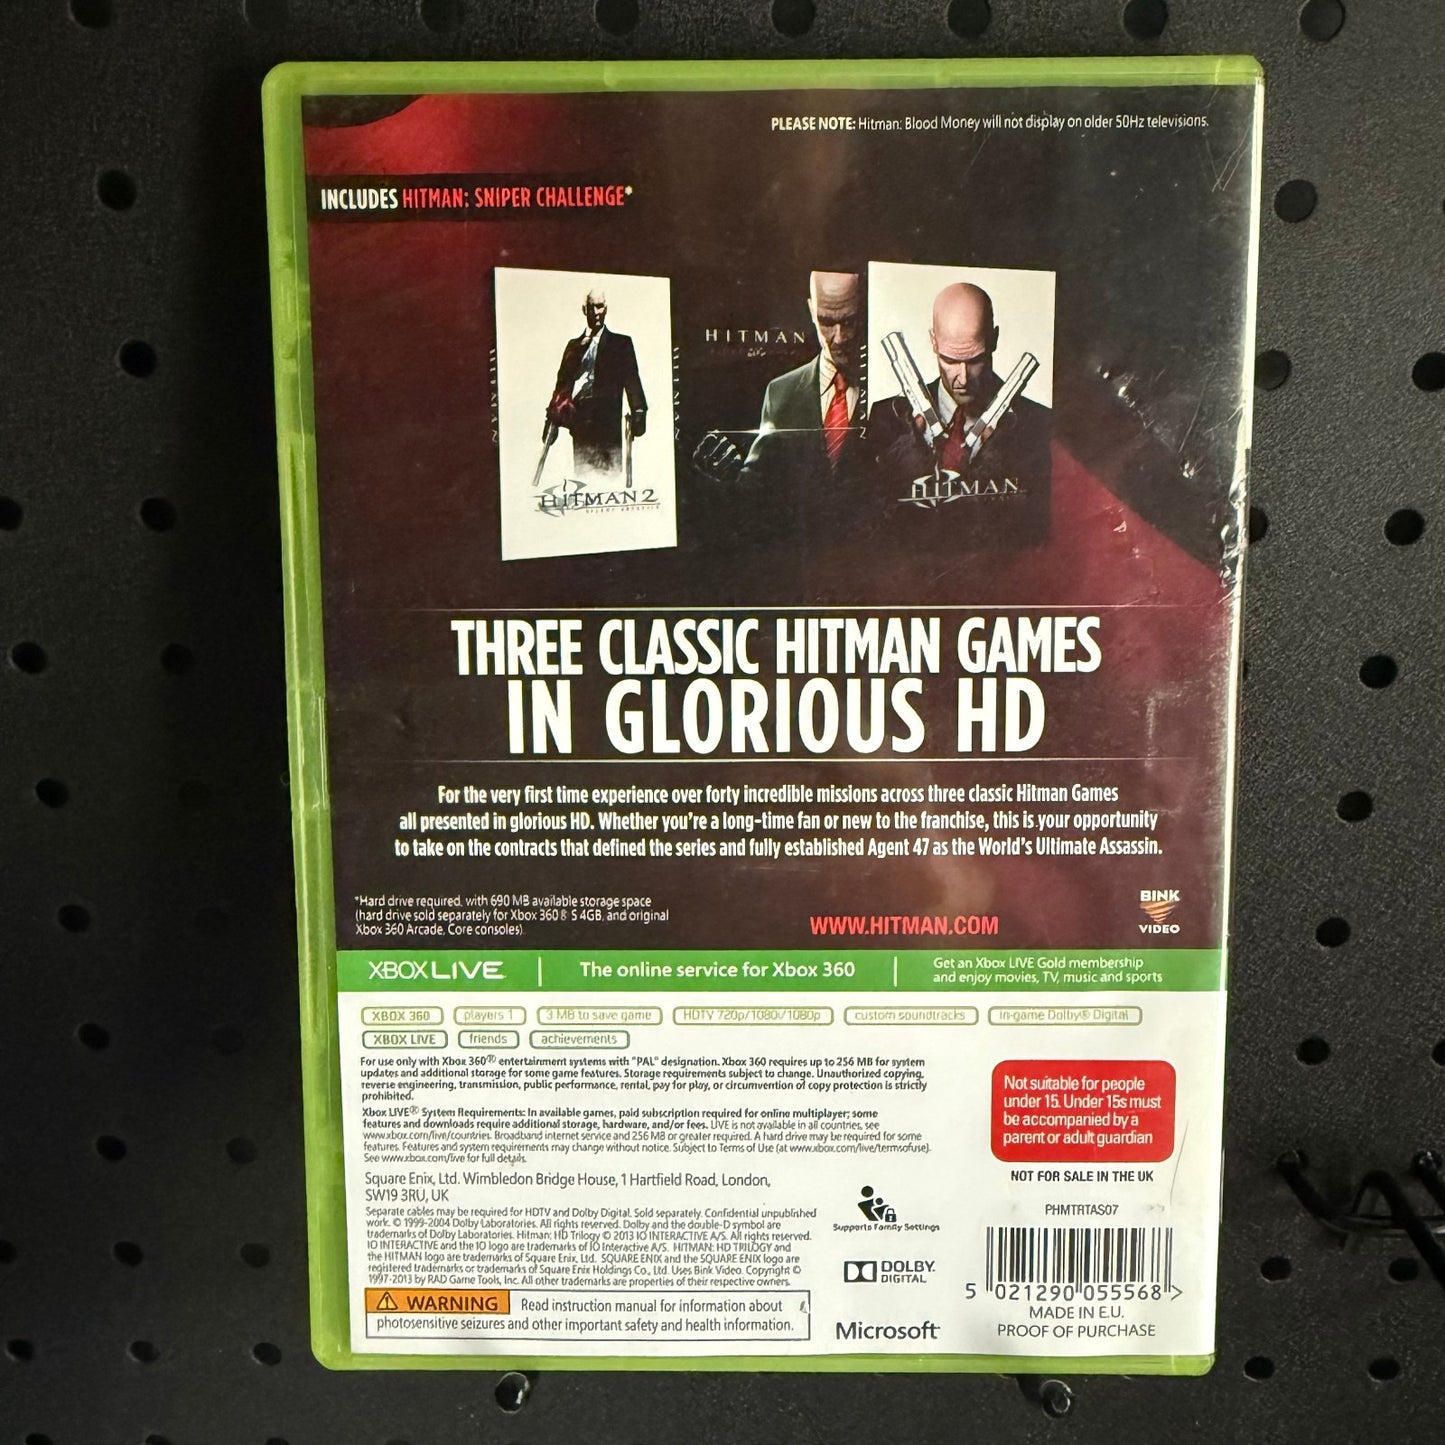 PLEASE NOTE: Hitman: Blood Money will not display on older 50Hz televisions.
INCLUDES HITMAN: SNIPER CHALLENGE*
HITMAN 2
HITMAN
HITMAN
THREE CLASSIC HITMAN GAMES
IN GLORIOUS HD
For the very first time experience over forty incredible missions across three classic Hitman Games
all presented in glorious HD. Whether you're a long-time fan or new to the franchise, this is your opportunity
to take on the contracts that defined the series and fully established Agent 47 as the World's Ultimate Assassin.
*Hard drive required, with 690 MB available storage space
(hard drive sold separately for Xbox 360® S 4GB, and original
Xbox 360 Arcade, Core consoles).
WWW.HITMAN.COM
BINK
VIDEO
XBOX LIVE
The online service for Xbox 360
Get an Xbox LIVE Gold membership
and enjoy movies, TV, music and sports
XBOX 360 players 1 3 MB to save game HDTV 720p/1080i/1080p custom soundtracks in-game Dolby® Digital
XBOX LIVE friends achievements
For use only with Xbox 360® entertainment systems with "PAL" designation. Xbox 360 requires up to 256 MB for system
updates and additional storage for some game features. Storage requirements subject to change. Unauthorized copying,
reverse engineering, transmission, public performance, rental, pay for play, or circumvention of copy protection is strictly
prohibited.
Xbox LIVE® System Requirements: In available games, paid subscription required for online multiplayer; some
features and downloads require additional storage, hardware, and/or fees. LIVE is not available in all countries, see
www.xbox.com/live/countries. Broadband internet service and 256 MB or greater required. A hard drive may be required for some
features. Features and system requirements may change without notice. Subject to Terms of Use (at www.xbox.com/live/termsofuse).
See www.xbox.com/live for full details.
Square Enix, Ltd. Wimbledon Bridge House, 1 Hartfield Road, London,
SW19 3RU, UK
Separate cables may be required for HDTV and Dolby Digital. Sold separately. Confidential unpublished
work. © 1999-2004 Dolby Laboratories. All rights reserved. Dolby and the double-D symbol are
trademarks of Dolby Laboratories. Hitman: HD Trilogy © 2013 IO INTERACTIVE A/S. All rights reserved.
IO INTERACTIVE and the IO logo are trademarks of IO Interactive A/S. HITMAN: HD TRILOGY and
the HITMAN logo are trademarks of Square Enix, Ltd. SQUARE ENIX and the SQUARE ENIX logo are
registered trademarks or trademarks of Square Enix Holdings Co., Ltd. Uses Bink Video. Copyright ©
1997-2013 by RAD Game Tools, Inc. All other trademarks are properties of their respective owners.
WARNING Read instruction manual for information about
photosensitive seizures and other important safety and health information.
Supports Family Settings
DOLBY
DIGITAL
Microsoft®
Not suitable for people
under 15. Under 15s must
be accompanied by a
parent or adult guardian
NOT FOR SALE IN THE UK
PHMTRTAS07
5 021290 055568 >
MADE IN E.U.
PROOF OF PURCHASE